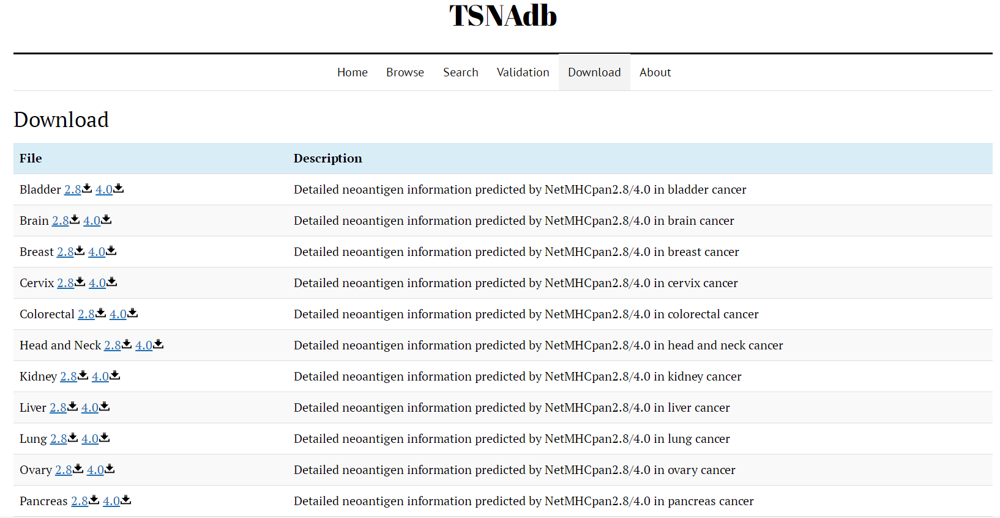 TSNAdb
Home Browse Search Validation Download About
Download
File Description
Bladder 2.8 4.0 Detailed neoantigen information predicted by NetMHCpan2.8/4.0 in bladder cancer
Brain 2.8 4.0 Detailed neoantigen information predicted by NetMHCpan2.8/4.0 in brain cancer
Breast 2.8 4.0 Detailed neoantigen information predicted by NetMHCpan2.8/4.0 in breast cancer
Cervix 2.8 4.0 Detailed neoantigen information predicted by NetMHCpan2.8/4.0 in cervix cancer
Colorectal 2.8 4.0 Detailed neoantigen information predicted by NetMHCpan2.8/4.0 in colorectal cancer
Head and Neck 2.8 4.0 Detailed neoantigen information predicted by NetMHCpan2.8/4.0 in head and neck cancer
Kidney 2.8 4.0 Detailed neoantigen information predicted by NetMHCpan2.8/4.0 in kidney cancer
Liver 2.8 4.0 Detailed neoantigen information predicted by NetMHCpan2.8/4.0 in liver cancer
Lung 2.8 4.0 Detailed neoantigen information predicted by NetMHCpan2.8/4.0 in lung cancer
Ovary 2.8 4.0 Detailed neoantigen information predicted by NetMHCpan2.8/4.0 in ovary cancer
Pancreas 2.8 4.0 Detailed neoantigen information predicted by NetMHCpan2.8/4.0 in pancreas cancer